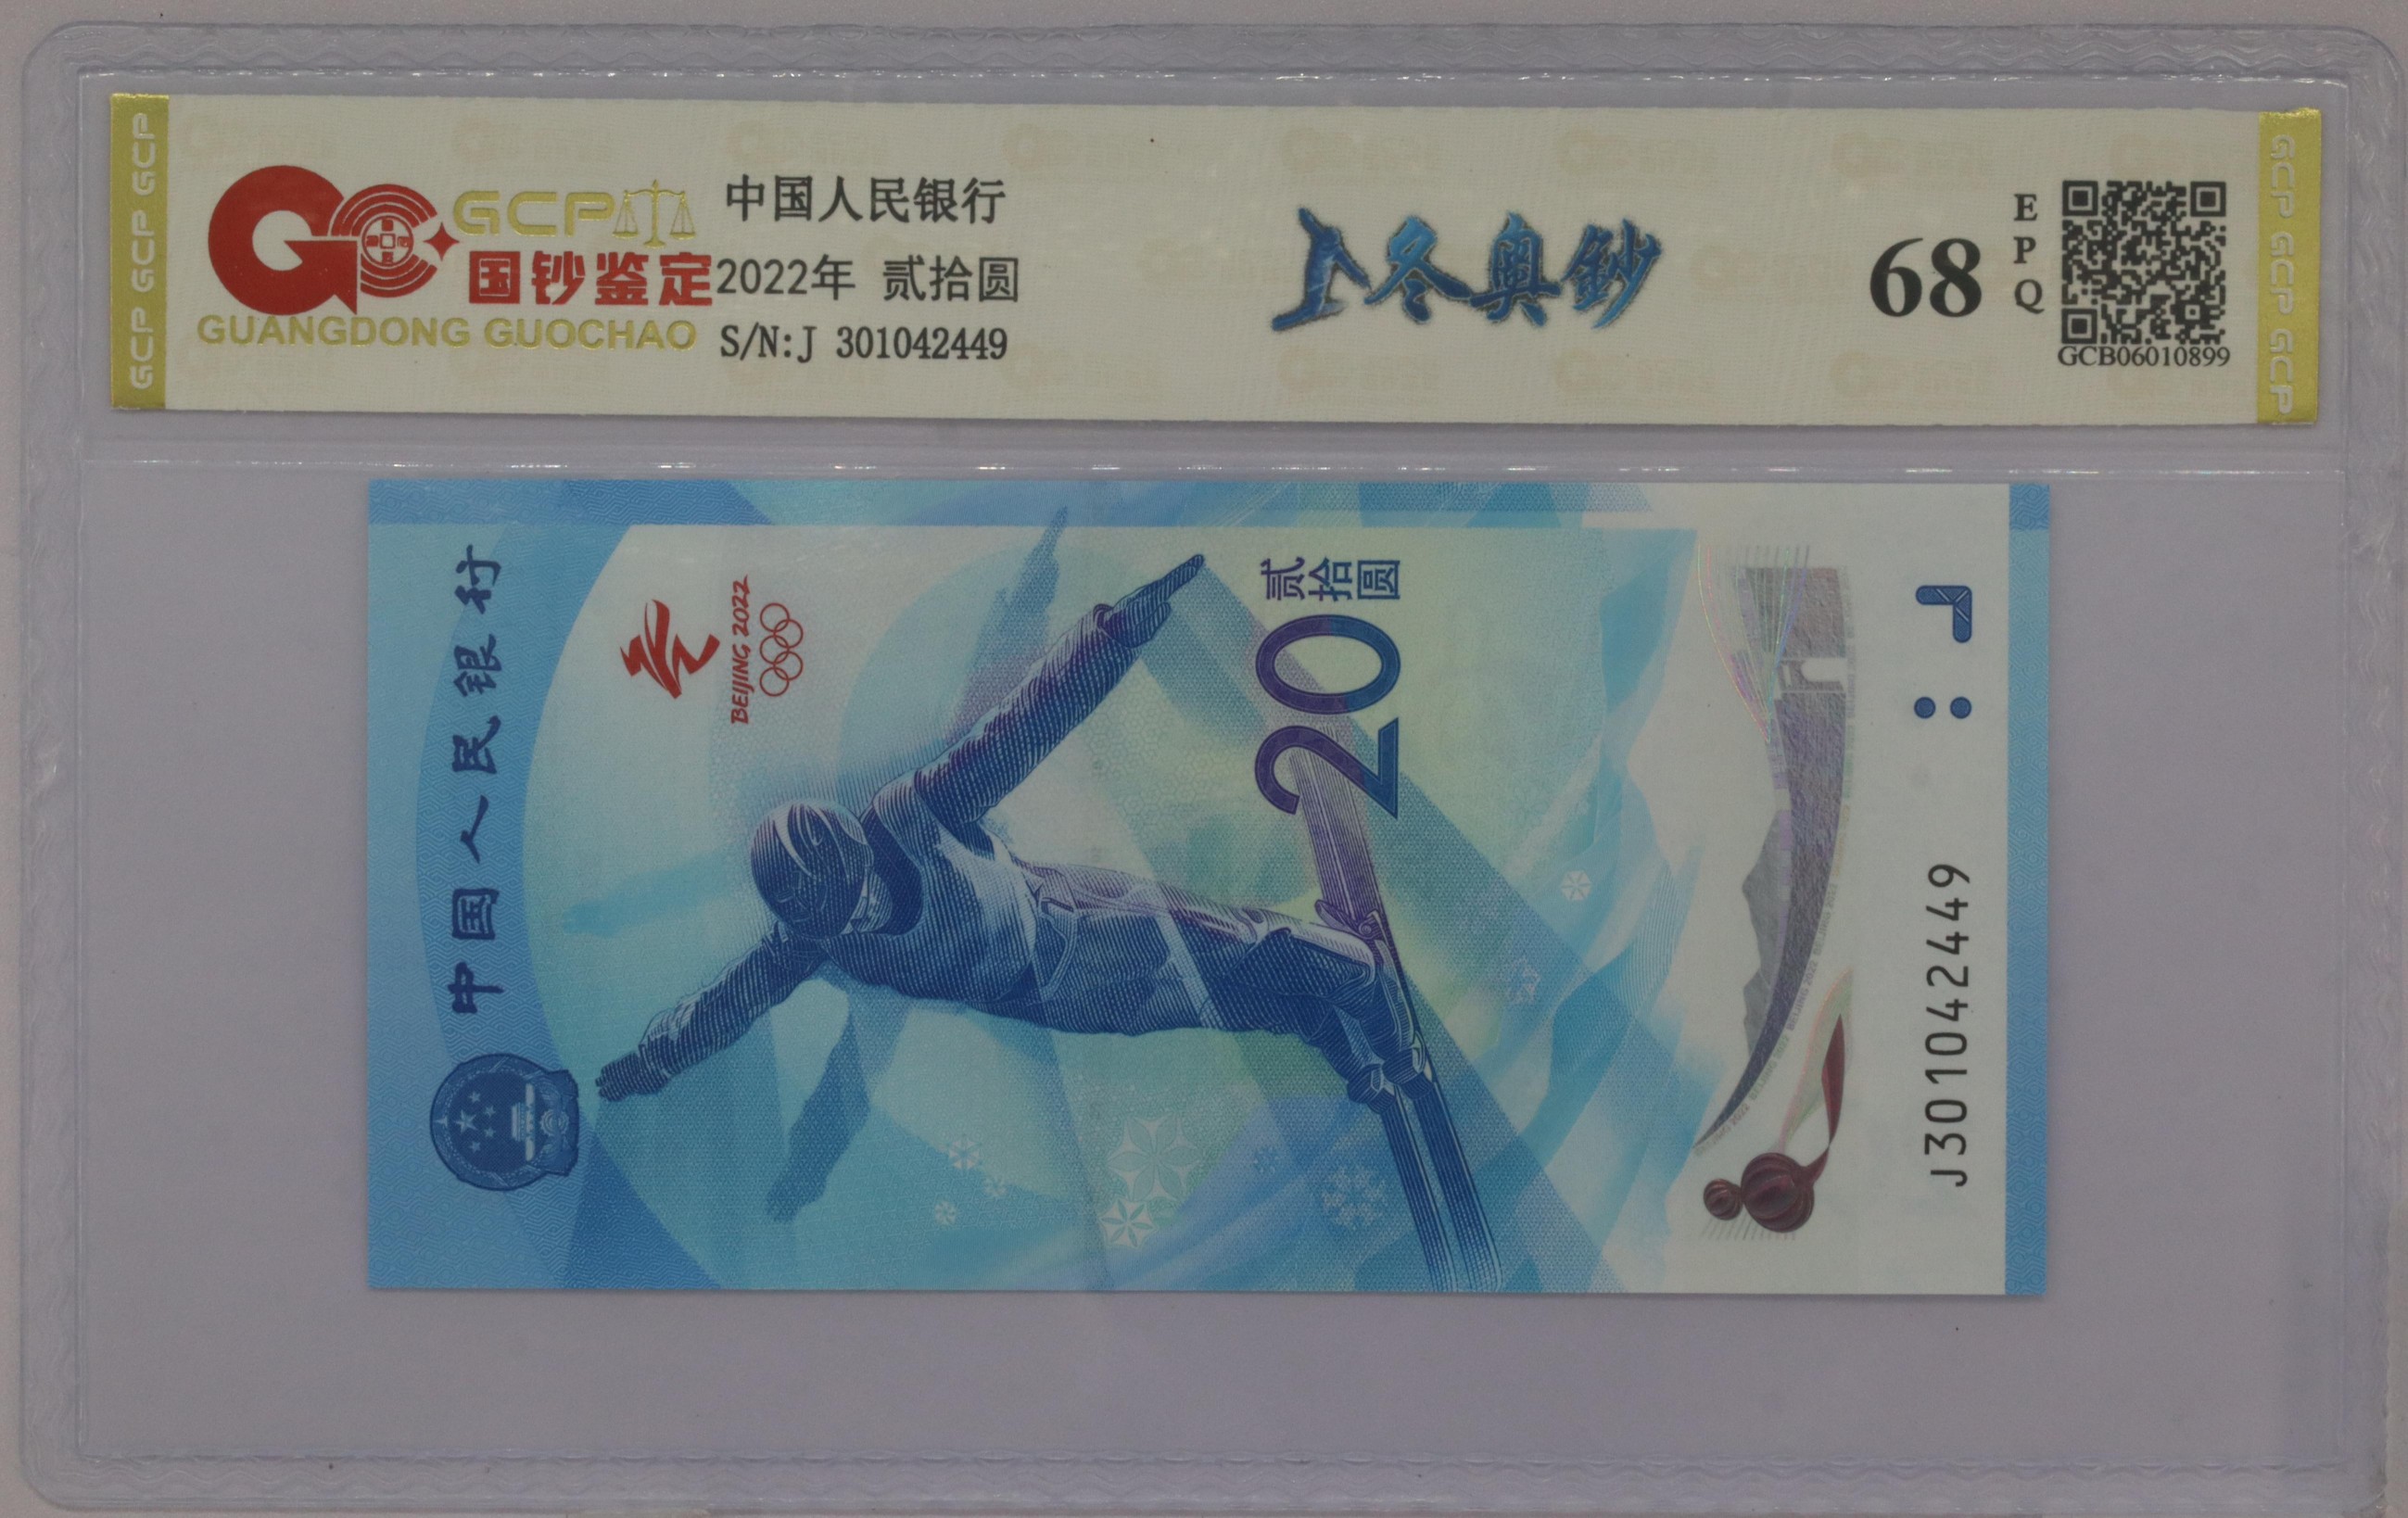 GCP GCP GCP
GCP
国钞鉴定
GUANGDONG GUOCHAO
中国人民银行
2022年 贰拾圆
S/N:J 301042449
冬奥鈔
68
EPQ
GCB06010899
GCP GCP GCP
中国人民银行
BEIJING 2022
贰拾圆
20
J301042449